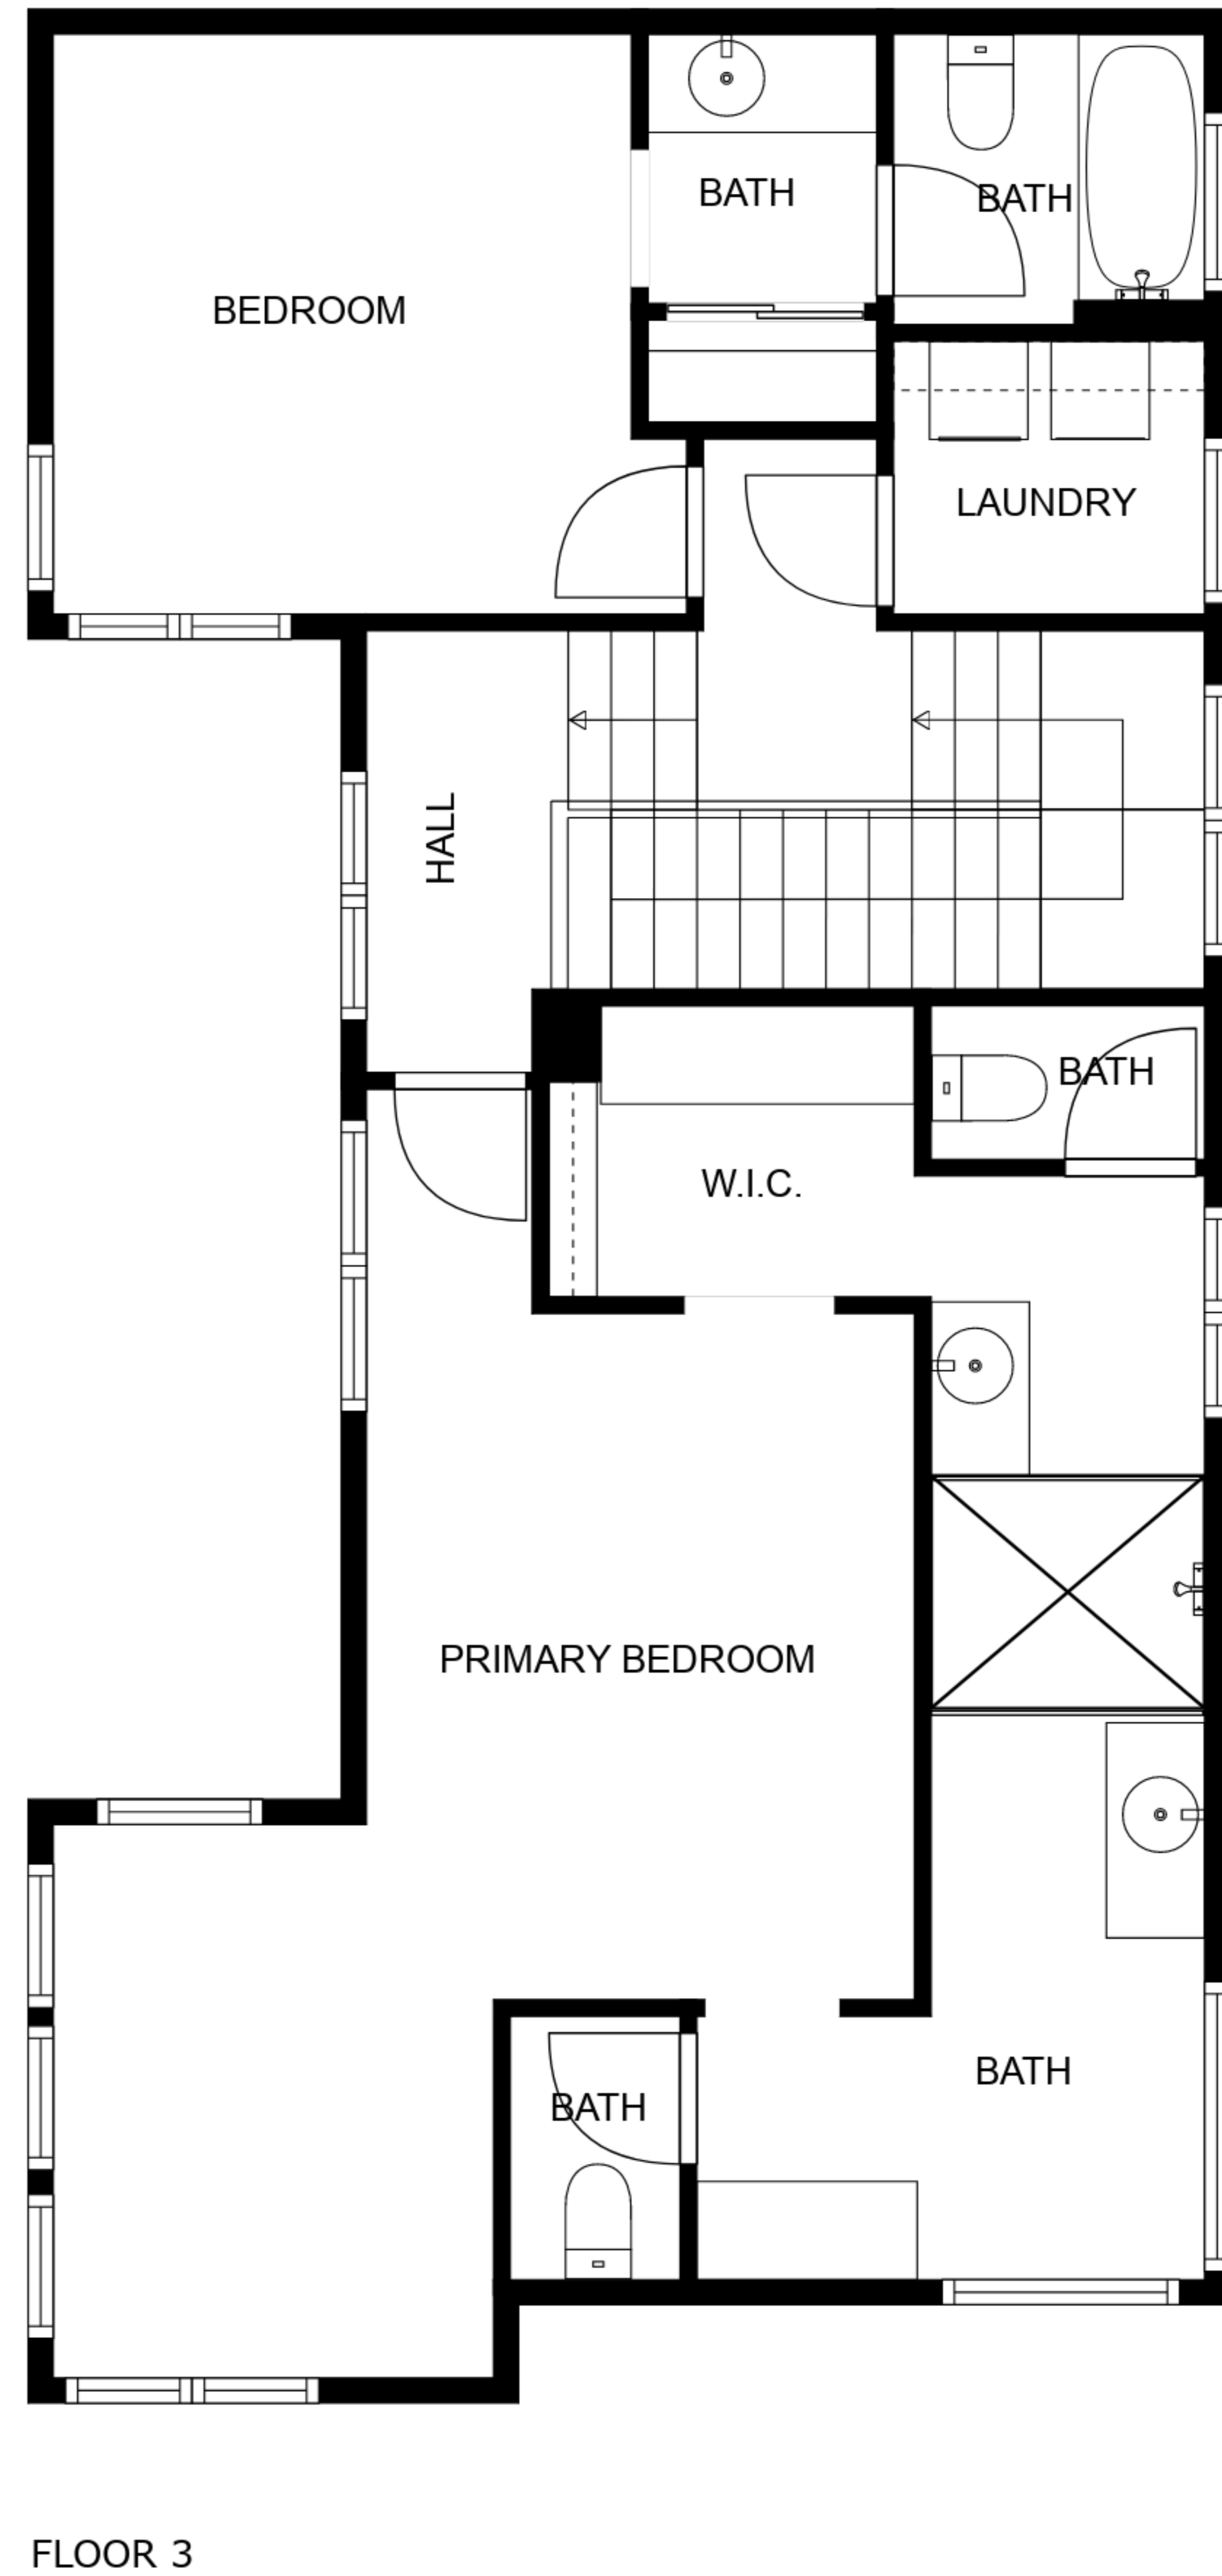 BATH
BATH
BEDROOM
LAUNDRY
HALL
BATH
W.I.C.
PRIMARY BEDROOM
BATH
BATH
FLOOR 3